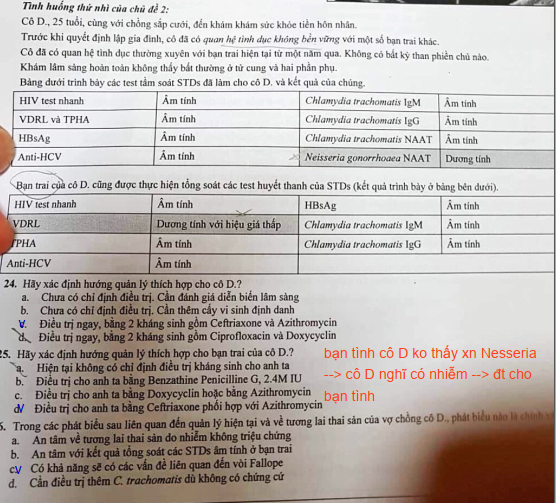 Tình huống thứ nhì của chủ đề 2:
Cô D., 25 tuổi, cùng với chồng sắp cưới, đến khám khám sức khỏe tiền hôn nhân.
Trước khi quyết định lập gia đình, cô đã có quan hệ tình dục không bền vững với một số bạn trai khác.
Cô đã có quan hệ tình dục thường xuyên với bạn trai hiện tại từ một năm qua. Không có bất kỳ than phiền chủ nào.
Khám lâm sàng hoàn toàn không thấy bất thường ở tử cung và hai phần phụ.
Bảng dưới trình bày các test tầm soát STDs đã làm cho cô D. và kết quả của chúng.
HIV test nhanh Âm tính Chlamydia trachomatis IgM Âm tính
VDRL và TPHA Âm tính Chlamydia trachomatis IgG Âm tính
HBsAg Âm tính Chlamydia trachomatis NAAT Âm tính
Anti-HCV Âm tính Neisseria gonorrhoaea NAAT Dương tính
Bạn trai của cô D. cũng được thực hiện tổng soát các test huyết thanh của STDs (kết quả trình bày ở bảng bên dưới).
HIV test nhanh Âm tính HBsAg Âm tính
VDRL Dương tính với hiệu giá thấp Chlamydia trachomatis IgM Âm tính
TPHA Âm tính Chlamydia trachomatis IgG Âm tính
Anti-HCV Âm tính
24. Hãy xác định hướng quản lý thích hợp cho cô D.?
a. Chưa có chỉ định điều trị. Cần đánh giá diễn biến lâm sàng
b. Chưa có chỉ định điều trị. Cần thêm cấy vi sinh định danh
Điều trị ngay, bằng 2 kháng sinh gồm Ceftriaxone và Azithromycin
d. Điều trị ngay, bằng 2 kháng sinh gồm Ciprofloxacin và Doxycyclin
25. Hãy xác định hướng quản lý thích hợp cho bạn trai của cô D.?
a. Hiện tại không có chỉ định điều trị kháng sinh cho anh ta
b. Điều trị cho anh ta bằng Benzathine Penicilline G, 2.4M IU
c. Điều trị cho anh ta bằng Doxycyclin hoặc bằng Azithromycin
d. Điều trị cho anh ta bằng Ceftriaxone phối hợp với Azithromycin
bạn tình cô D ko thấy xn Nesseria
--> cô D nghĩ có nhiễm --> đt cho
bạn tình
6. Trong các phát biểu sau liên quan đến quản lý hiện tại và về tương lai thai sản của vợ chồng cô D., phát biểu nào là chính
a. An tâm về tương lai thai sản do nhiễm không triệu chứng
b. An tâm với kết quả tổng soát các STDs âm tính ở bạn trai
c. Có khả năng sẽ có các vấn đề liên quan đến vòi Fallope
d. Cần điều trị thêm C. trachomatis dù không có chứng cứ